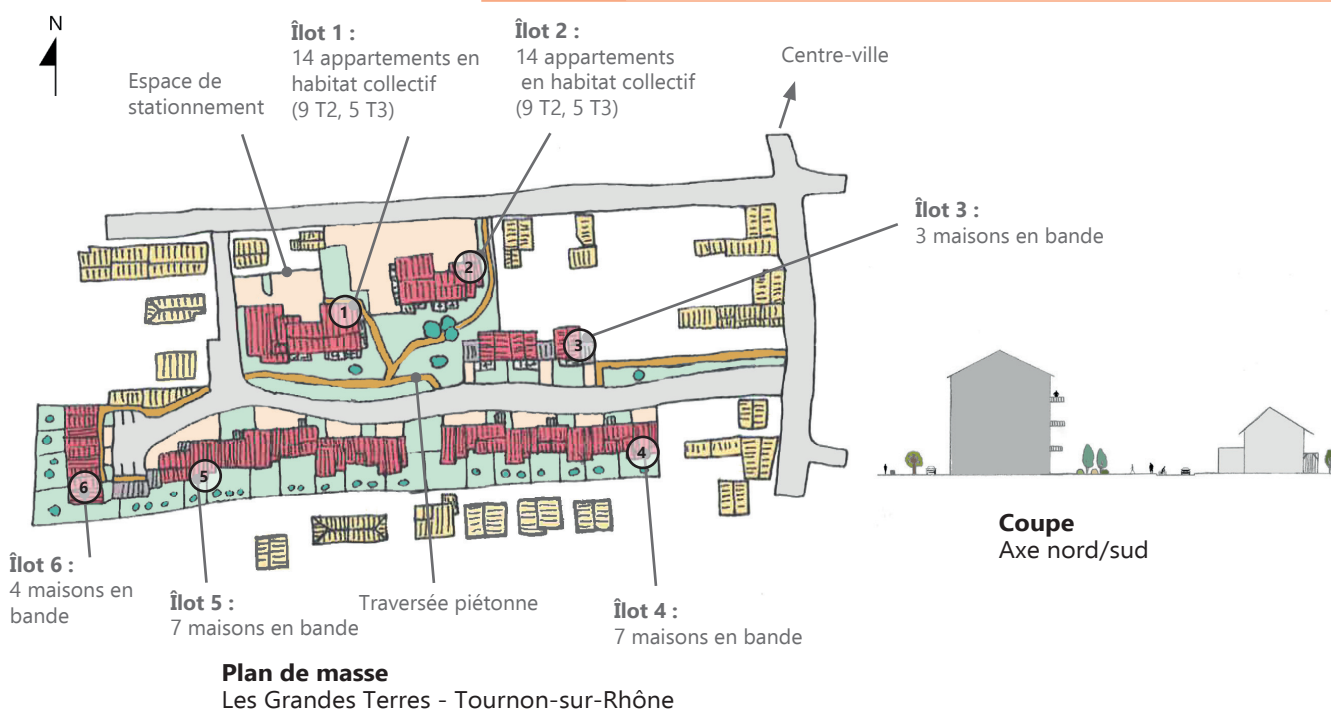 N
Îlot 1 :
14 appartements en
habitat collectif
(9 T2, 5 T3)
Îlot 2 :
14 appartements
en habitat collectif
(9 T2, 5 T3)
Centre-ville
Espace de
stationnement
Îlot 3 :
3 maisons en bande
1
2
3
4
5
6
Coupe
Axe nord/sud
Îlot 6 :
4 maisons en
bande
Îlot 5 :
7 maisons en bande
Traversée piétonne
Îlot 4 :
7 maisons en bande
Plan de masse
Les Grandes Terres - Tournon-sur-Rhône